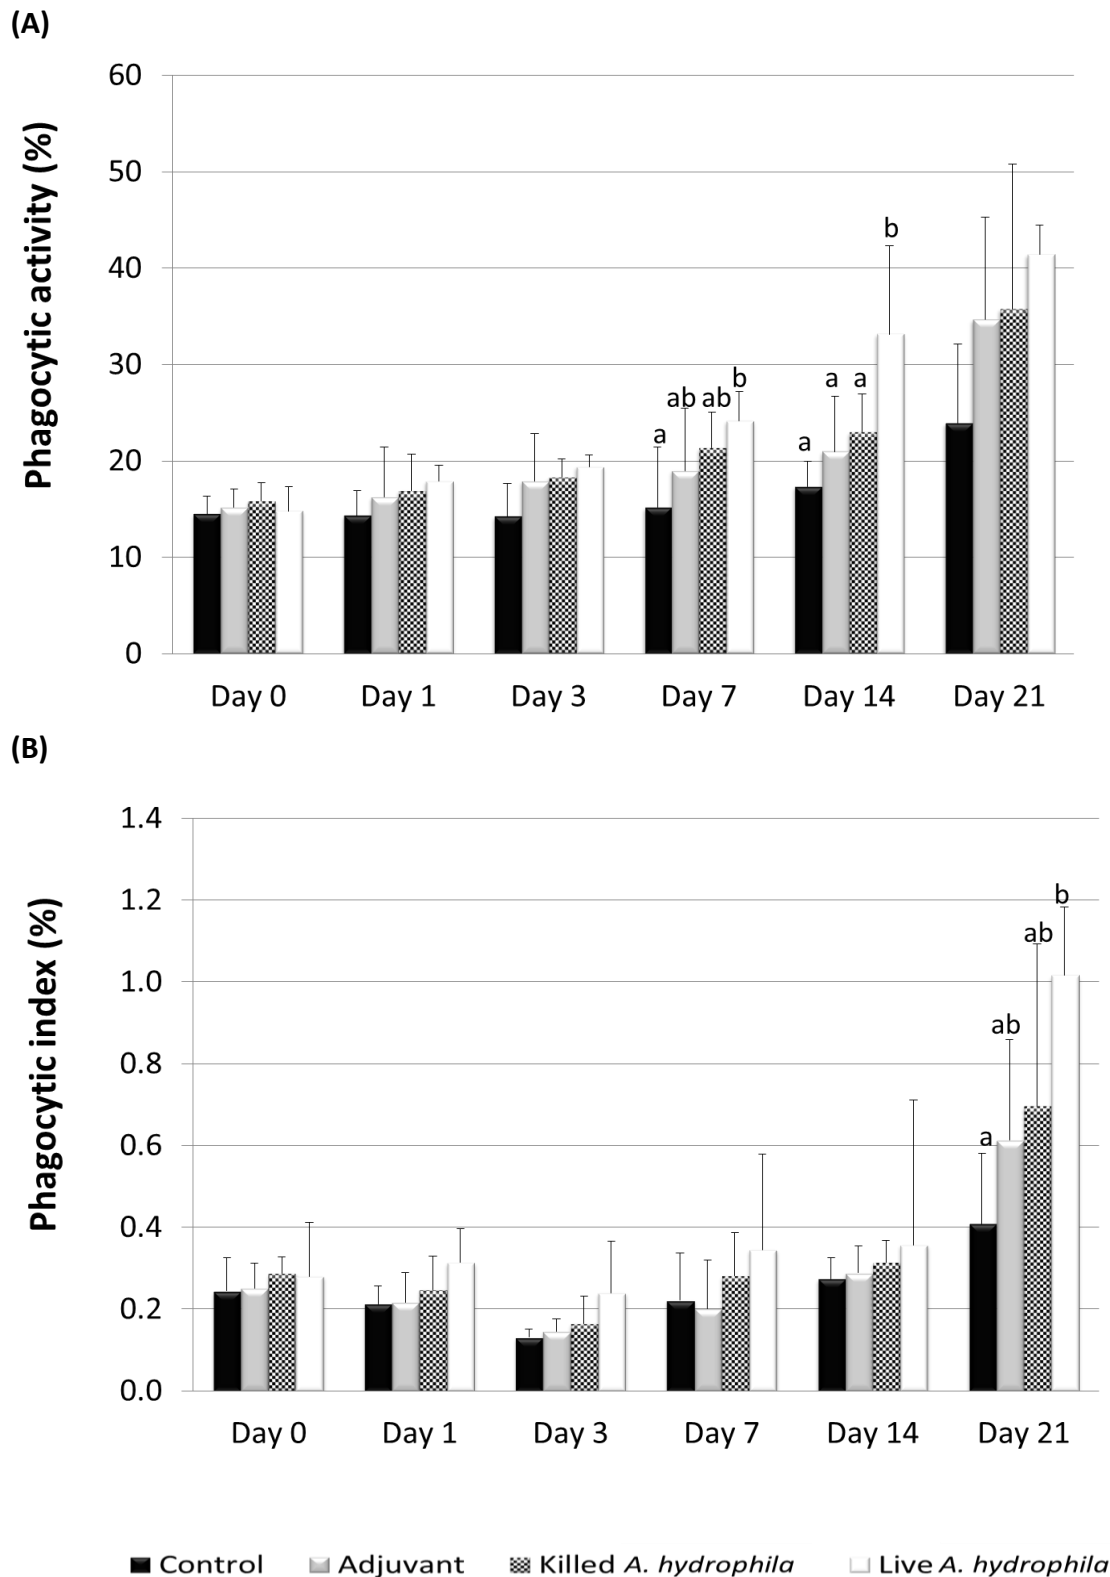 (A)
Phagocytic activity (%)
60
50
40
30
20
10
0
a
ab
ab
b
a
a
a
b
Day 0
Day 1
Day 3
Day 7
Day 14
Day 21
(B)
Phagocytic index (%)
1.4
1.2
1.0
0.8
0.6
0.4
0.2
0.0
a
ab
ab
b
Day 0
Day 1
Day 3
Day 7
Day 14
Day 21
Control
Adjuvant
Killed A. hydrophila
Live A. hydrophila